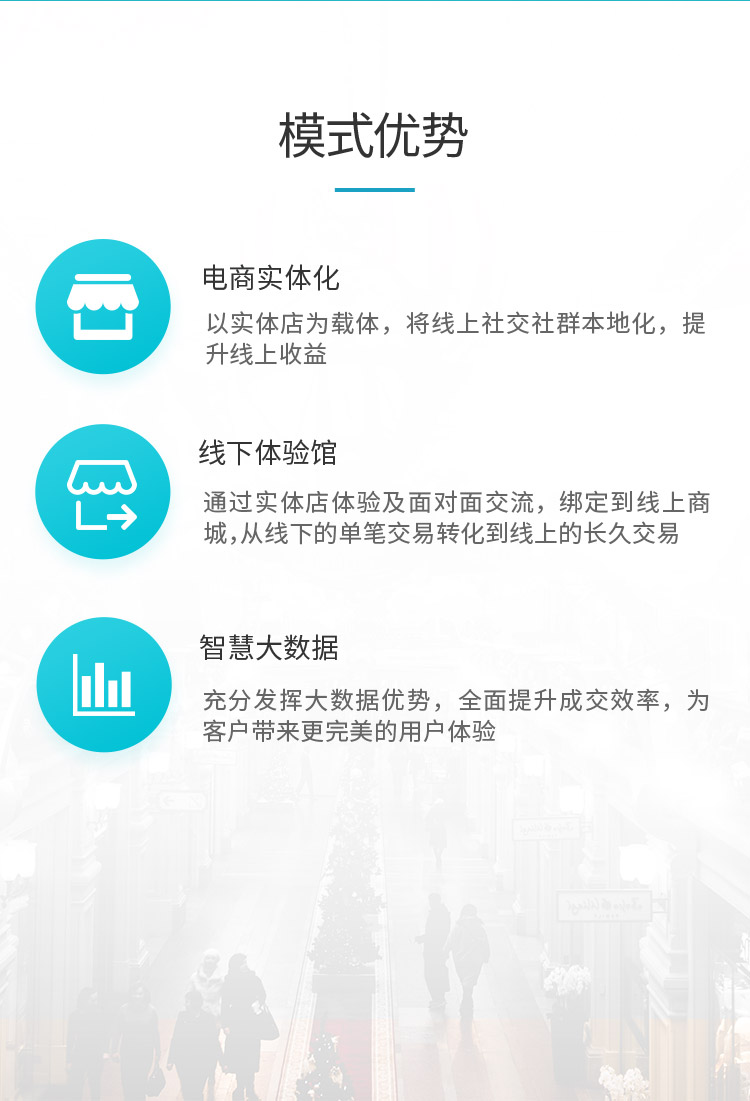 模式优势
电商实体化
以实体店为载体，将线上社交社群本地化，提
升线上收益
线下体验馆
通过实体店体验及面对面交流，绑定到线上商
城,从线下的单笔交易转化到线上的长久交易
智慧大数据
充分发挥大数据优势，全面提升成交效率，为
客户带来更完美的用户体验